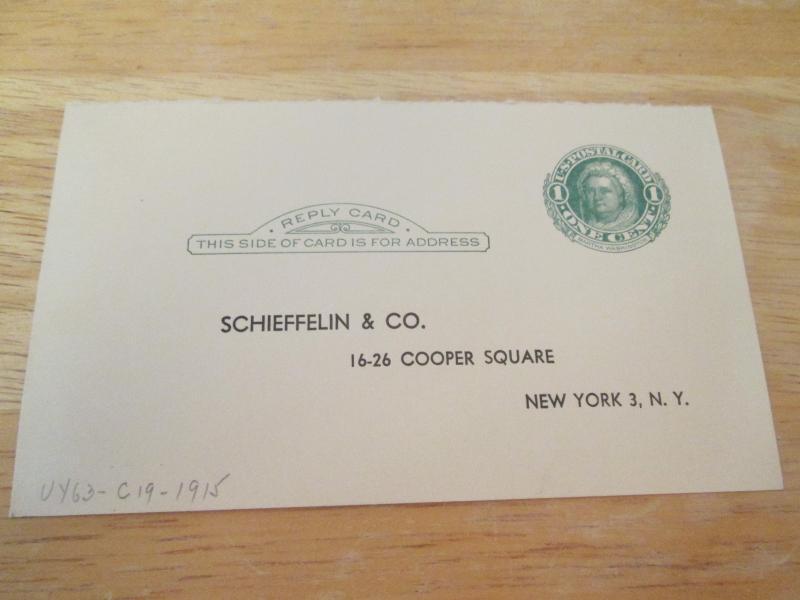 U·S·POSTAL·CARD
1 1
·ONE CENT·
MARTHA WASHINGTON
· REPLY CARD ·
THIS SIDE OF CARD IS FOR ADDRESS
SCHIEFFELIN & CO.
16-26 COOPER SQUARE
NEW YORK 3, N. Y.
UY63- C19-1915